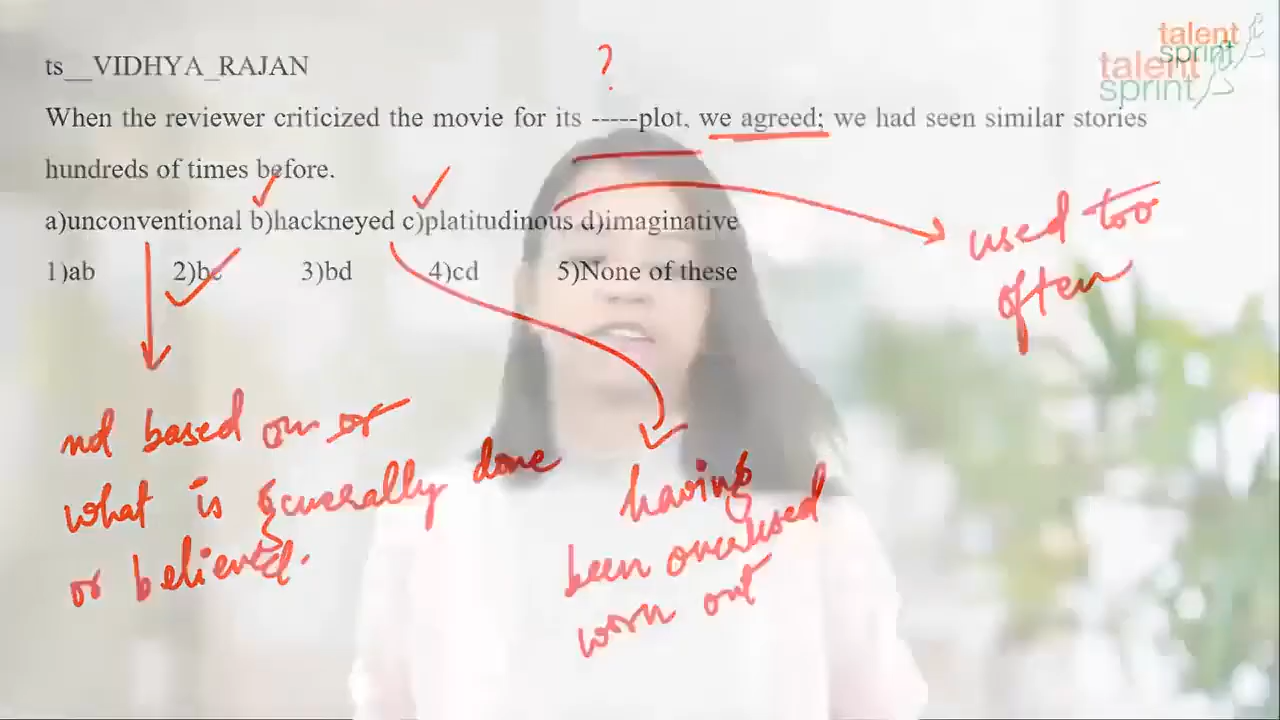 talent
sprint
talent
sprint
ts__VIDHYA_RAJAN
?
When the reviewer criticized the movie for its -----plot, we agreed; we had seen similar stories
hundreds of times before.
a)unconventional b)hackneyed c)platitudinous d)imaginative
1)ab 2)bc 3)bd 4)cd 5)None of these
used too
often
not based on or
what is generally done
or believed.
having
been overused
worn out